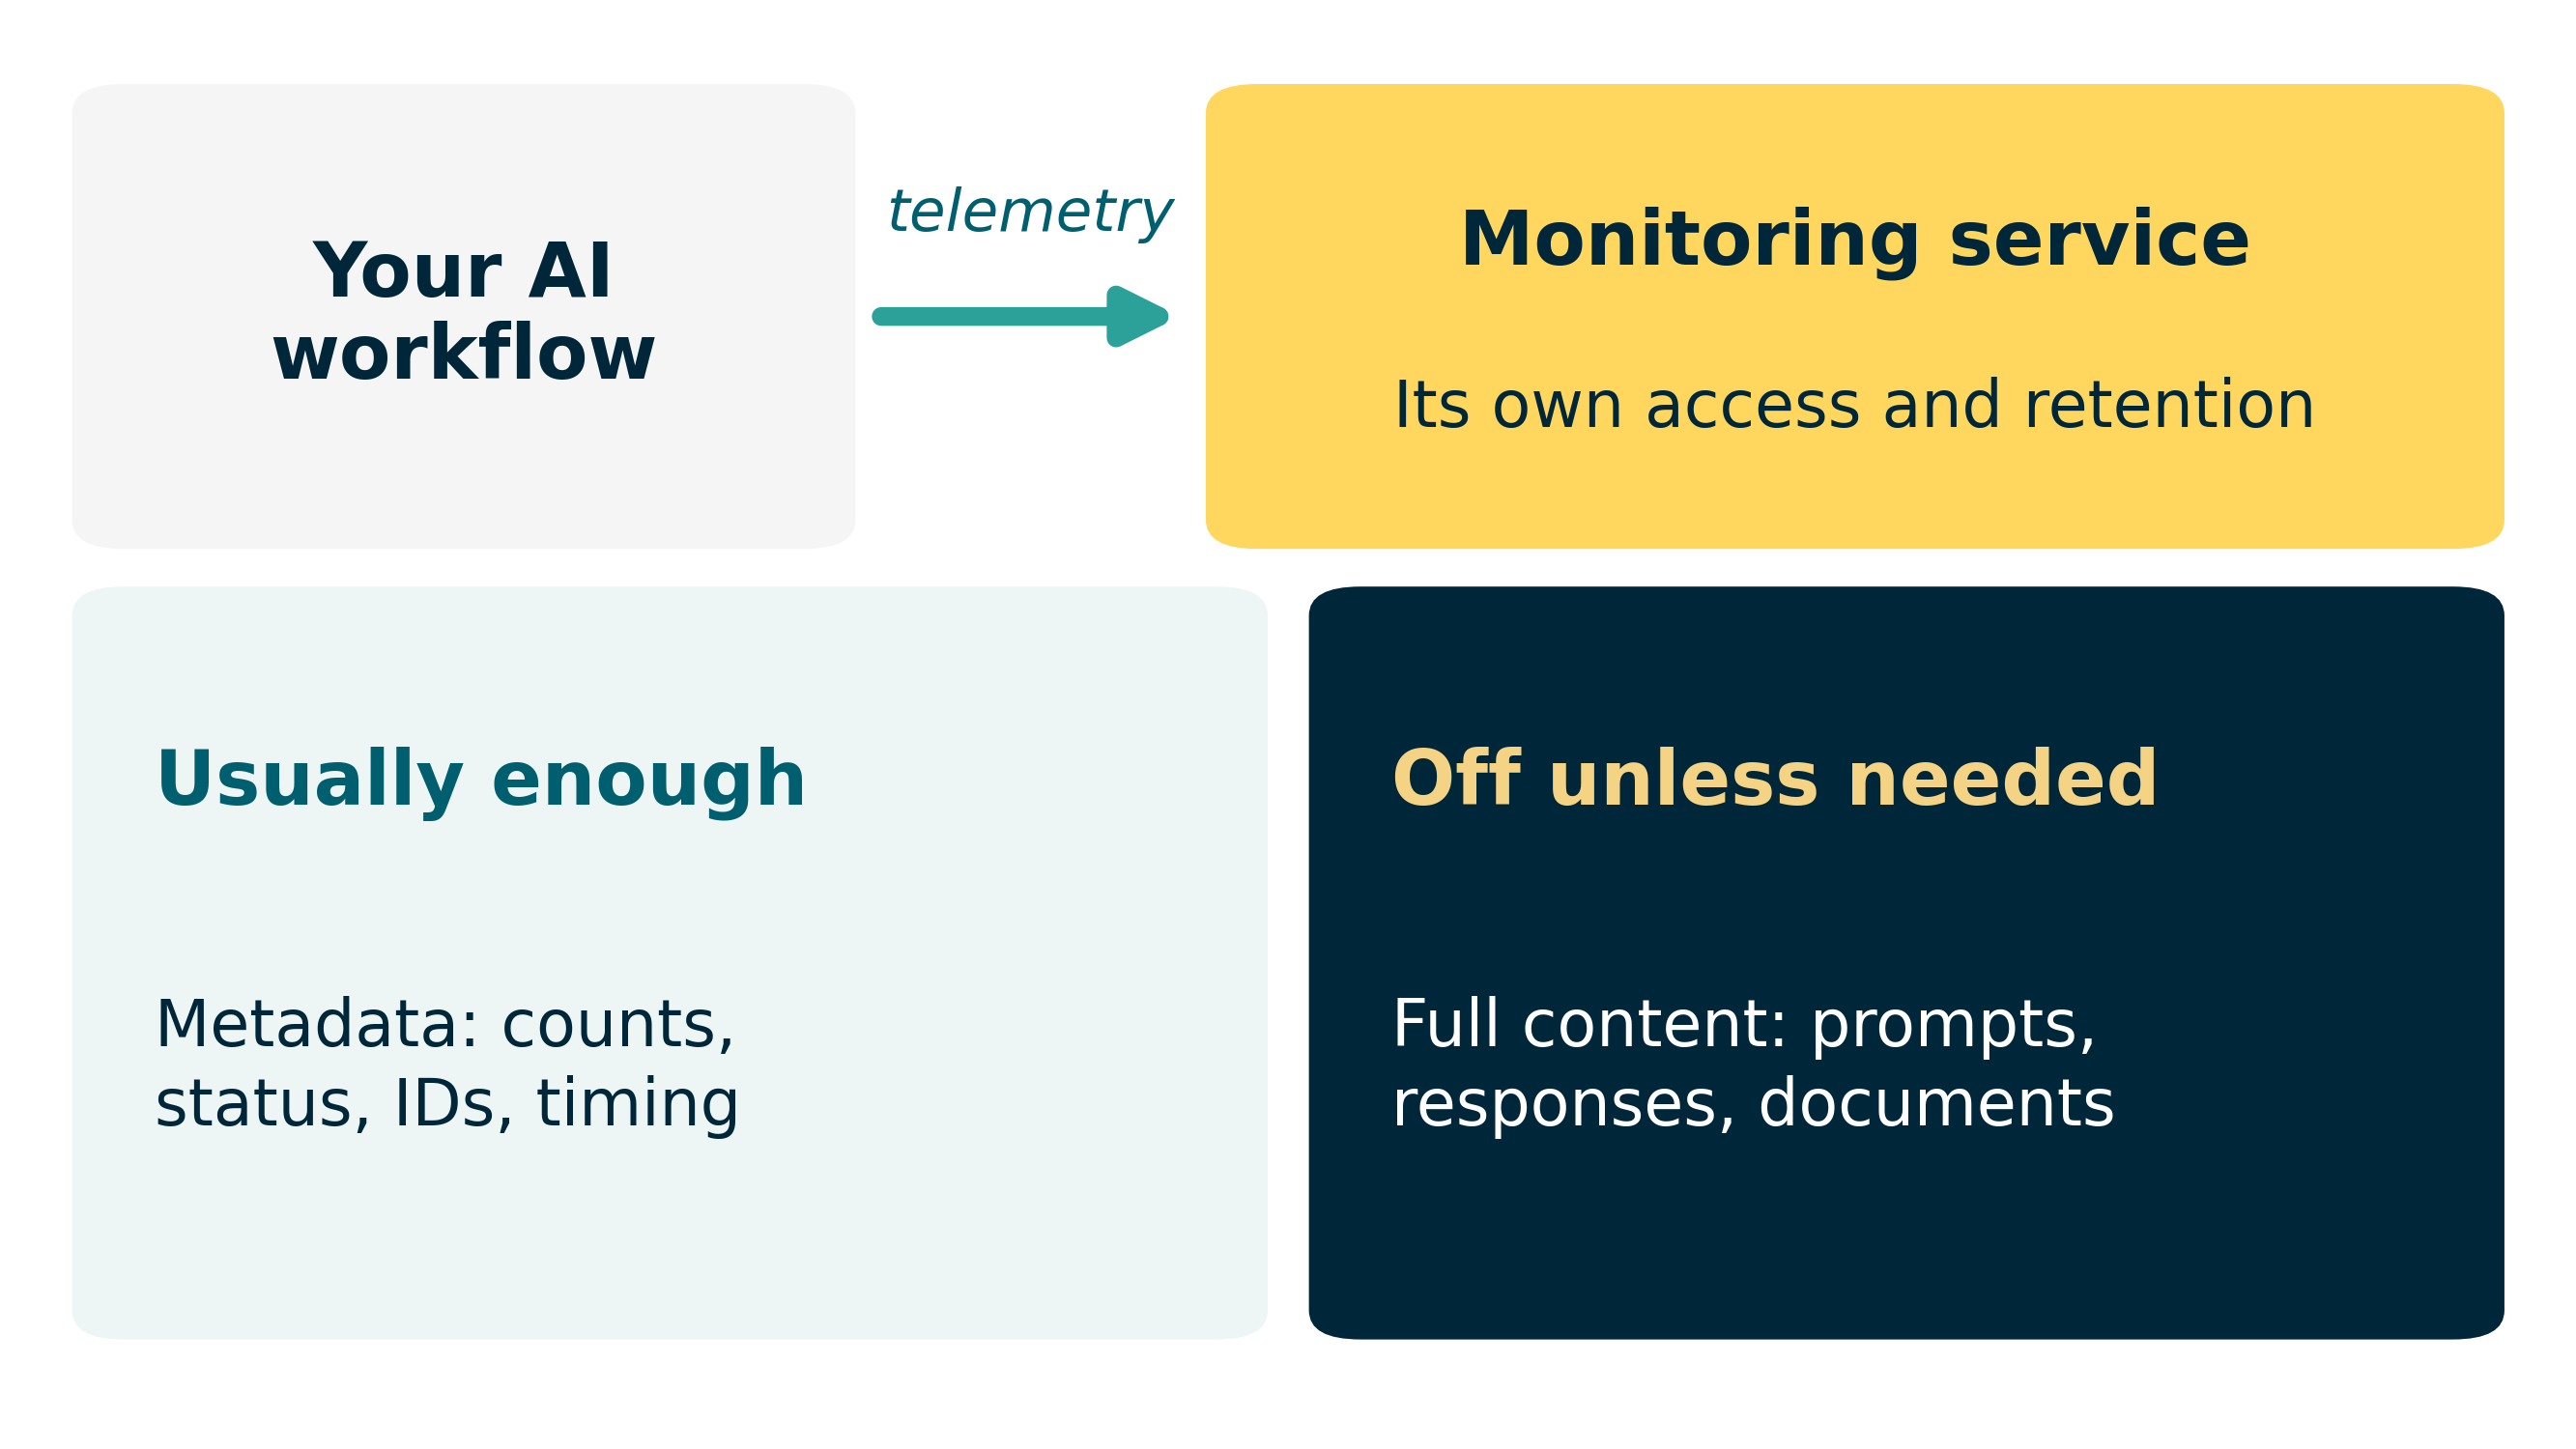 Your AI
workflow
telemetry
Monitoring service
Its own access and retention
Usually enough
Metadata: counts,
status, IDs, timing
Off unless needed
Full content: prompts,
responses, documents